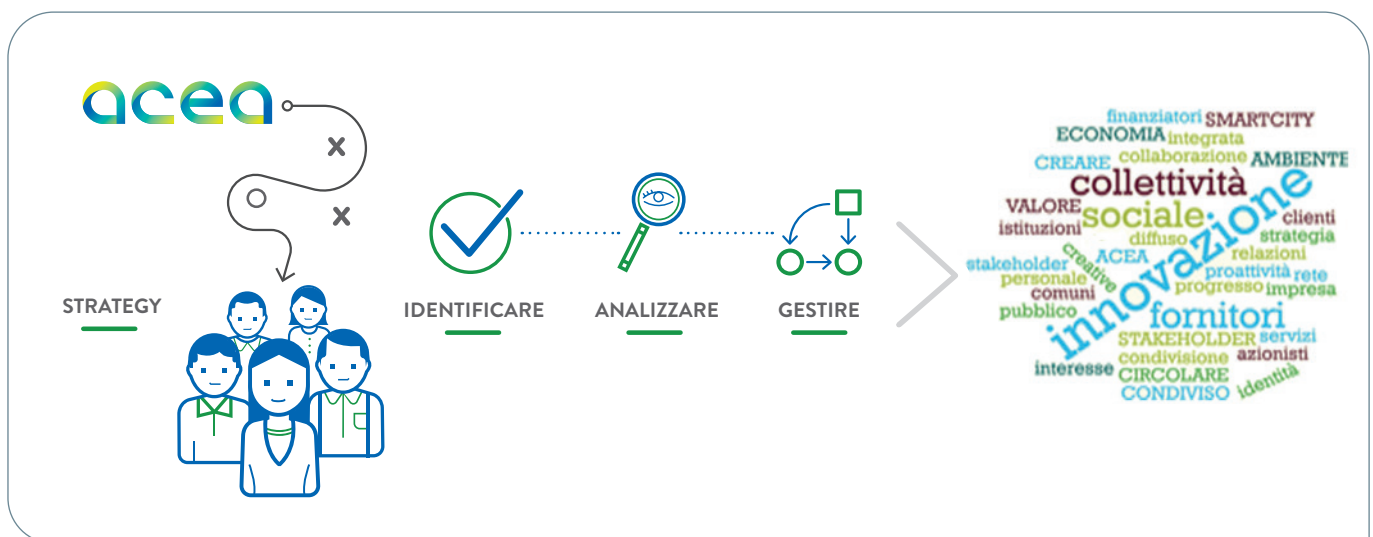 acea
STRATEGY
IDENTIFICARE
ANALIZZARE
GESTIRE
finanziatori SMARTCITY
ECONOMIA integrata
CREARE collaborazione AMBIENTE
collettività
VALORE sociale clienti
istituzioni diffuso strategia
innovazione
creative ACEA relazioni
stakeholder proattività rete
personale progresso impresa
comuni
pubblico fornitori
STAKEHOLDER servizi
interesse condivisione azionisti
CIRCOLARE identità
CONDIVISO